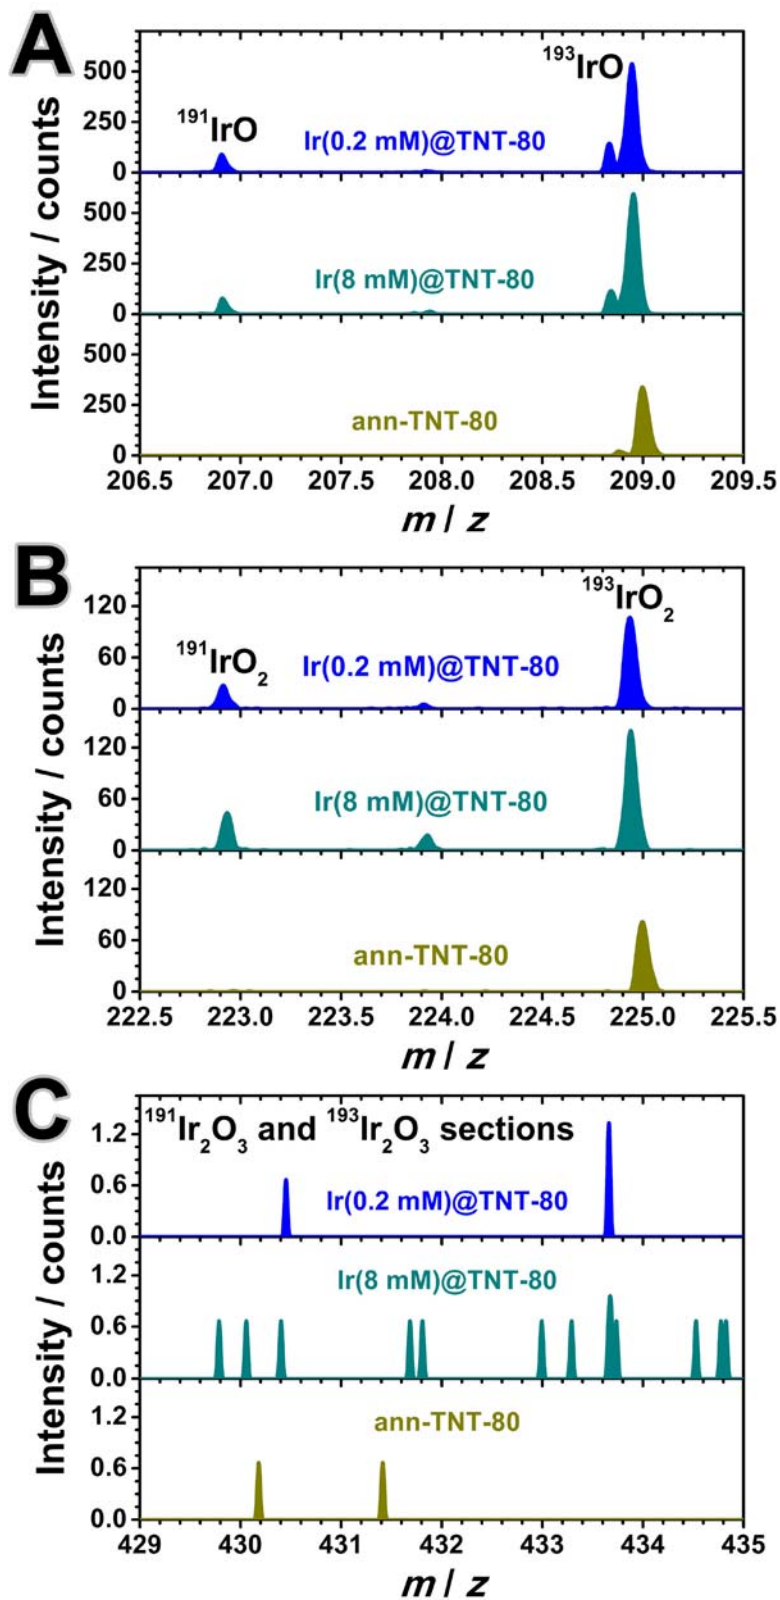 A
Intensity / counts
500
250
0
500
250
0
500
250
0
¹⁹¹IrO
¹⁹³IrO
Ir(0.2 mM)@TNT-80
Ir(8 mM)@TNT-80
ann-TNT-80
206.5 207.0 207.5 208.0 208.5 209.0 209.5
m / z
B
Intensity / counts
120
60
0
120
60
0
120
60
0
¹⁹¹IrO₂
¹⁹³IrO₂
Ir(0.2 mM)@TNT-80
Ir(8 mM)@TNT-80
ann-TNT-80
222.5 223.0 223.5 224.0 224.5 225.0 225.5
m / z
C
Intensity / counts
1.2
0.6
0.0
1.2
0.6
0.0
1.2
0.6
0.0
¹⁹¹Ir₂O₃ and ¹⁹³Ir₂O₃ sections
Ir(0.2 mM)@TNT-80
Ir(8 mM)@TNT-80
ann-TNT-80
429 430 431 432 433 434 435
m / z